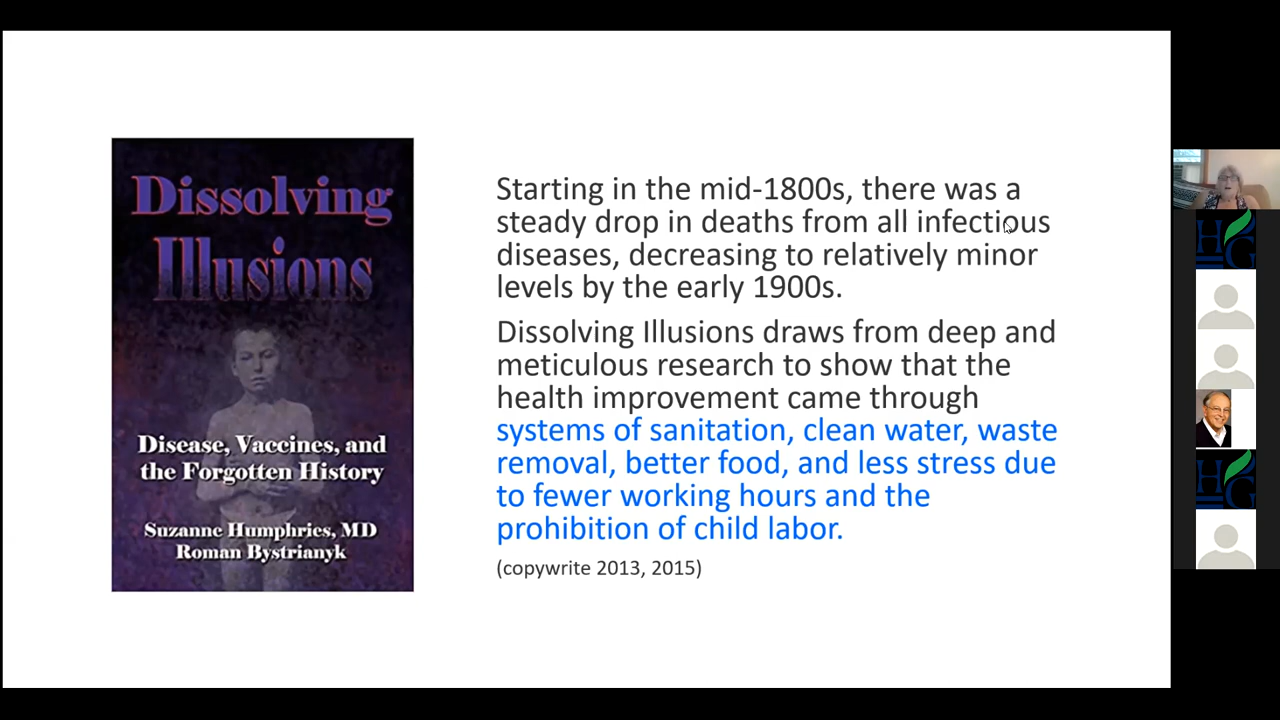 Dissolving
Illusions
Disease, Vaccines, and
the Forgotten History
Suzanne Humphries, MD
Roman Bystrianyk
Starting in the mid-1800s, there was a
steady drop in deaths from all infectious
diseases, decreasing to relatively minor
levels by the early 1900s.
Dissolving Illusions draws from deep and
meticulous research to show that the
health improvement came through
systems of sanitation, clean water, waste
removal, better food, and less stress due
to fewer working hours and the
prohibition of child labor.
(copywrite 2013, 2015)
HG
HG